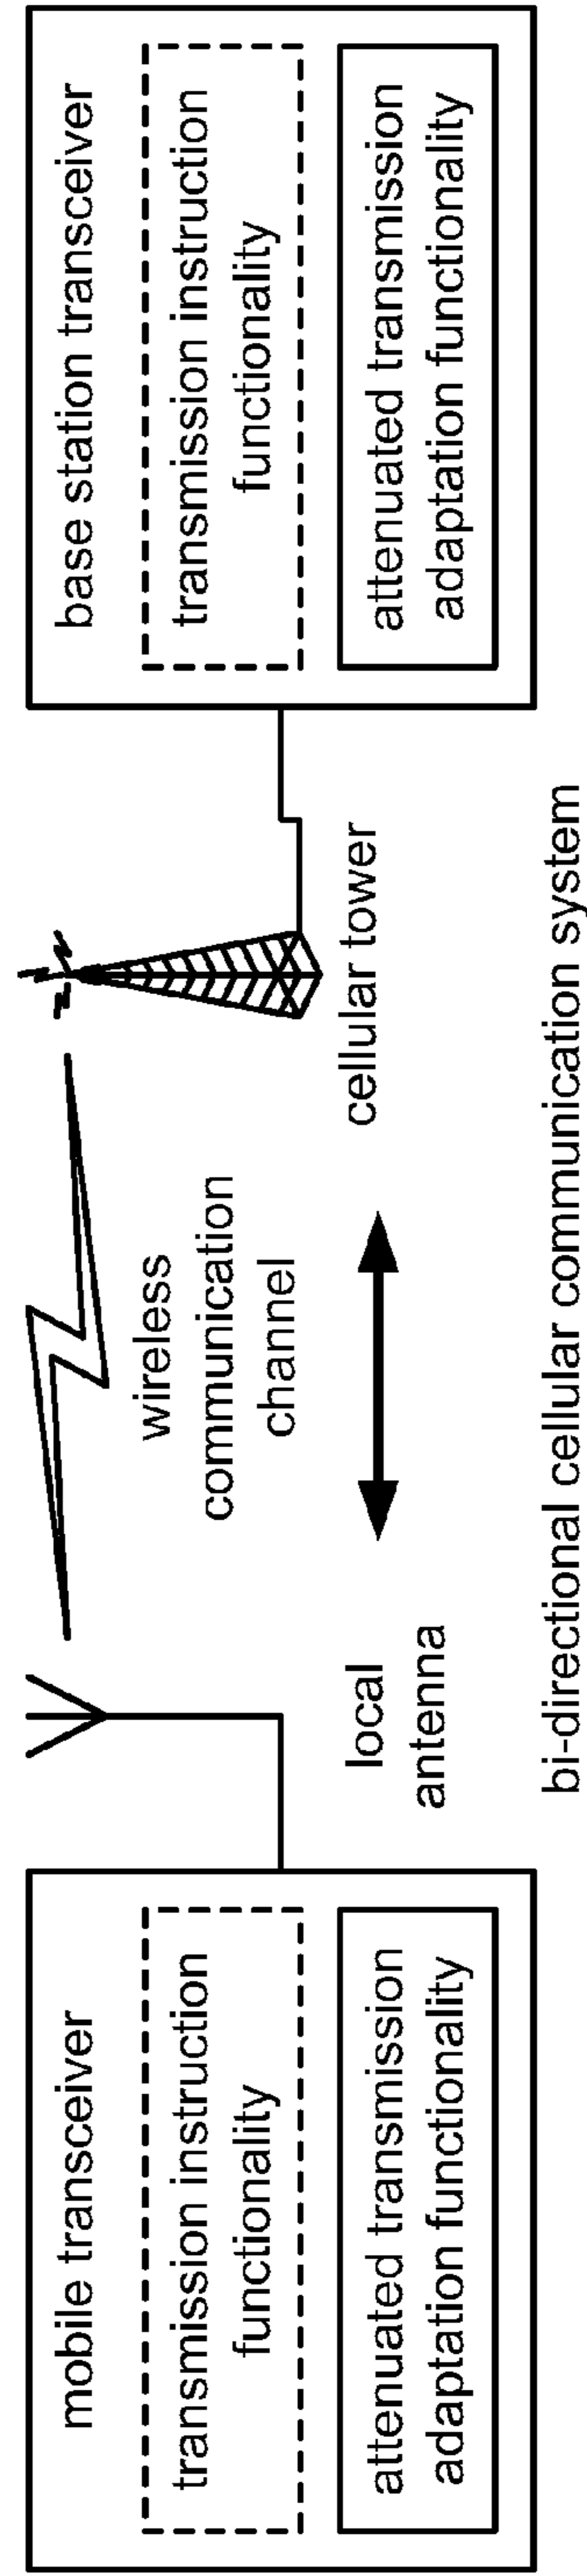 mobile transceiver
transmission instruction
functionality
attenuated transmission
adaptation functionality
local
antenna
wireless
communication
channel
cellular tower
base station transceiver
transmission instruction
functionality
attenuated transmission
adaptation functionality
bi-directional cellular communication system